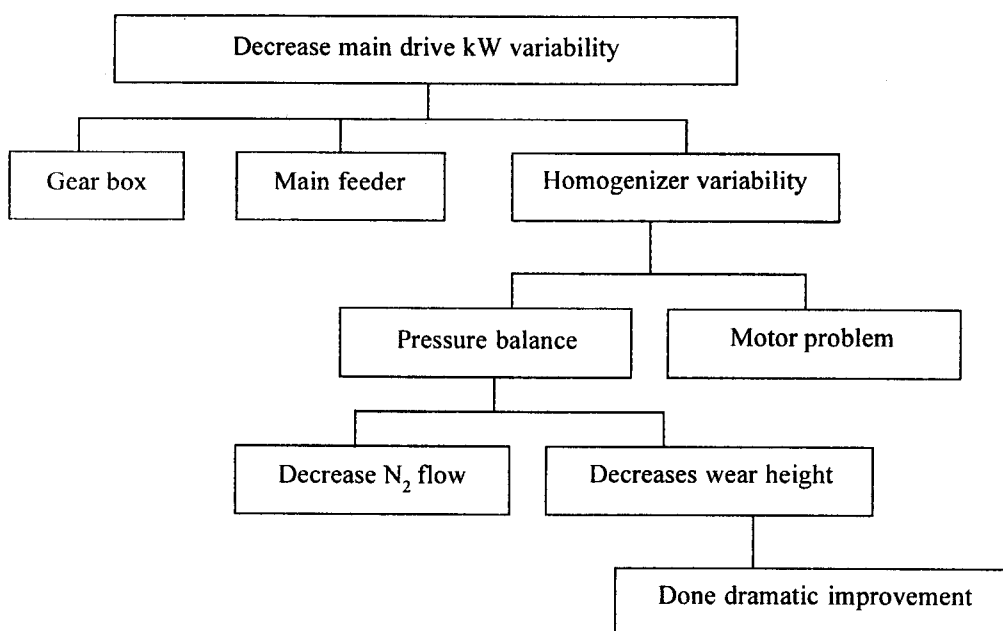 Decrease main drive kW variability
Gear box
Main feeder
Homogenizer variability
Pressure balance
Motor problem
Decrease N₂ flow
Decreases wear height
Done dramatic improvement